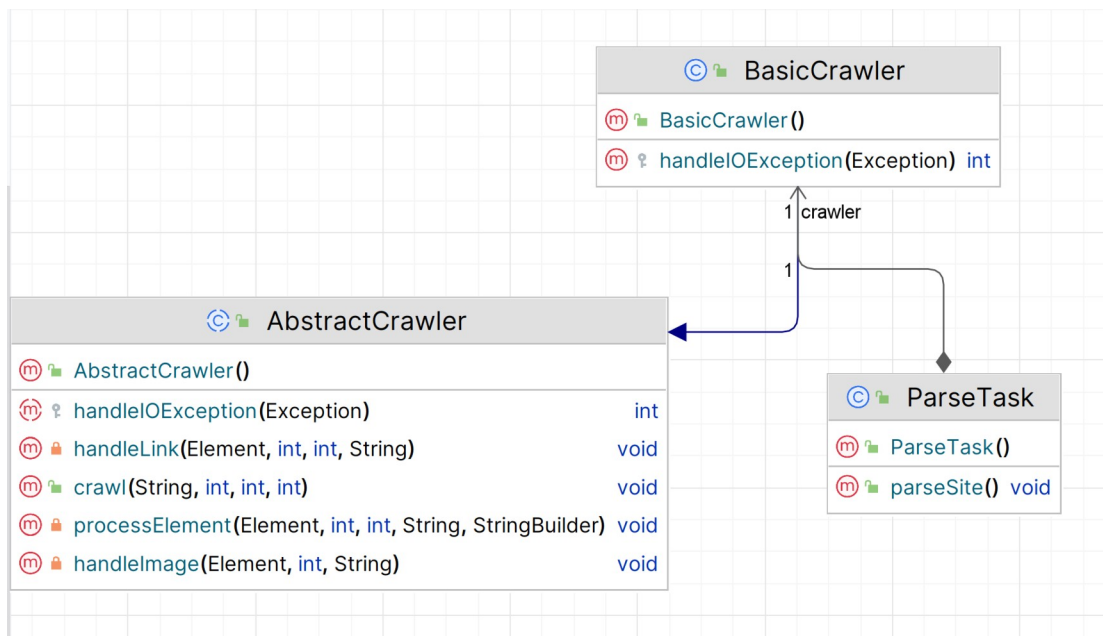 BasicCrawler
BasicCrawler()
handleIOException(Exception) int
1 crawler
1
AbstractCrawler
AbstractCrawler()
handleIOException(Exception) int
handleLink(Element, int, int, String) void
crawl(String, int, int, int) void
processElement(Element, int, int, String, StringBuilder) void
handleImage(Element, int, String) void
ParseTask
ParseTask()
parseSite() void